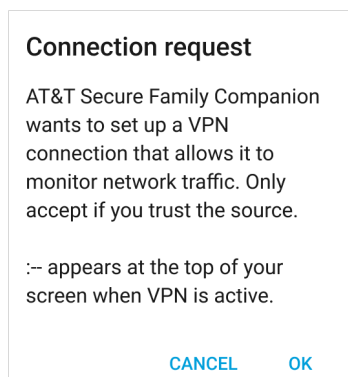 Connection request
AT&T Secure Family Companion
wants to set up a VPN
connection that allows it to
monitor network traffic. Only
accept if you trust the source.
:-- appears at the top of your
screen when VPN is active.
CANCEL OK